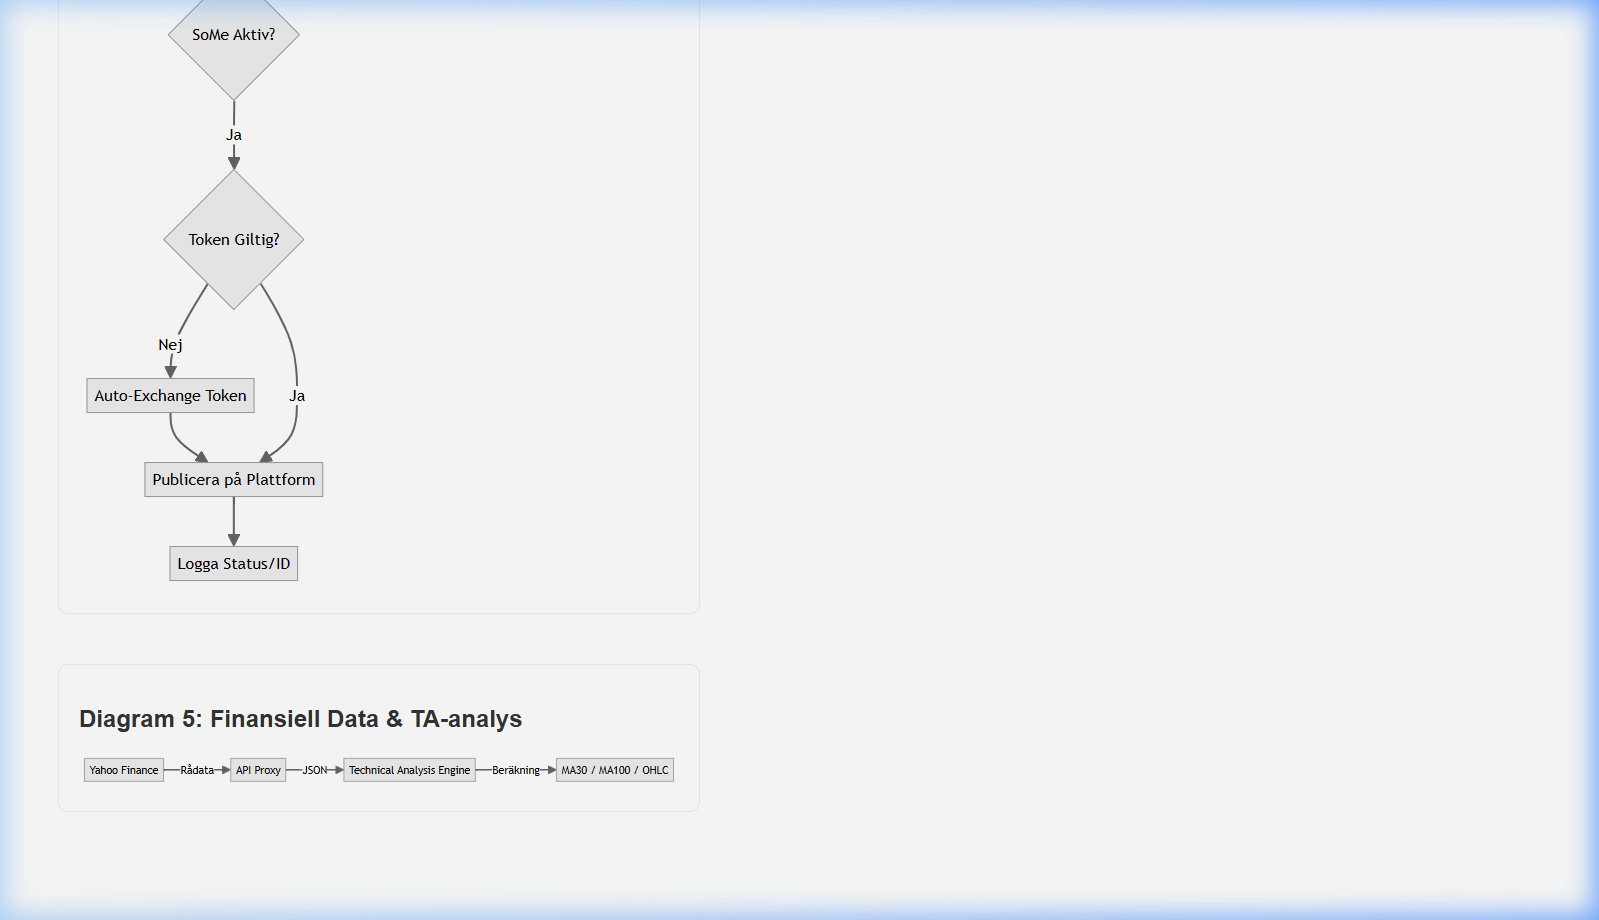 SoMe Aktiv?
Ja
Token Giltig?
Nej
Auto-Exchange Token
Ja
Publicera på Plattform
Logga Status/ID
Diagram 5: Finansiell Data & TA-analys
Yahoo Finance Rådata API Proxy JSON Technical Analysis Engine Beräkning MA30 / MA100 / OHLC